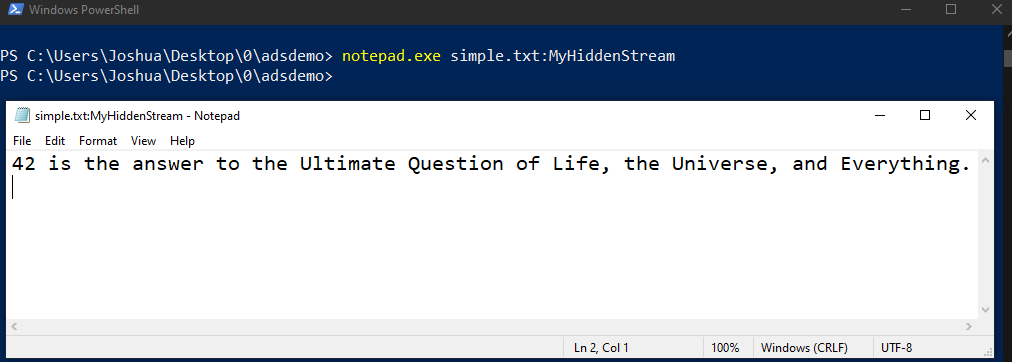 Windows PowerShell
PS C:\Users\Joshua\Desktop\0\adsdemo> notepad.exe simple.txt:MyHiddenStream
PS C:\Users\Joshua\Desktop\0\adsdemo>
simple.txt:MyHiddenStream - Notepad
File Edit Format View Help
42 is the answer to the Ultimate Question of Life, the Universe, and Everything.
Ln 2, Col 1 100% Windows (CRLF) UTF-8